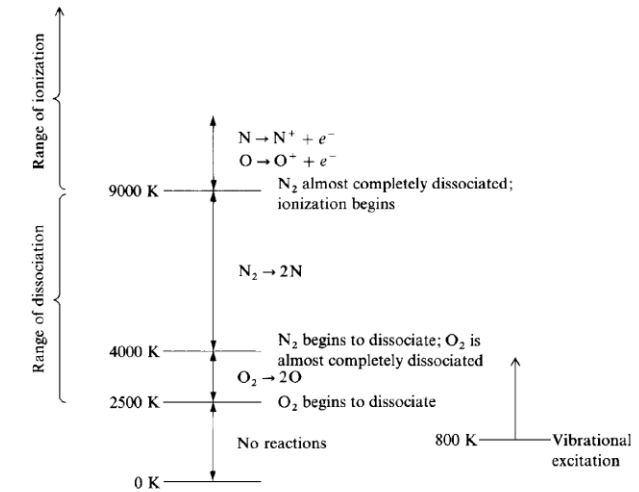 Range of ionization
N → N⁺ + e⁻
O → O⁺ + e⁻
9000 K
N₂ almost completely dissociated;
ionization begins
Range of dissociation
N₂ → 2N
4000 K
N₂ begins to dissociate; O₂ is
almost completely dissociated
O₂ → 2O
2500 K
O₂ begins to dissociate
No reactions
0 K
800 K
Vibrational
excitation